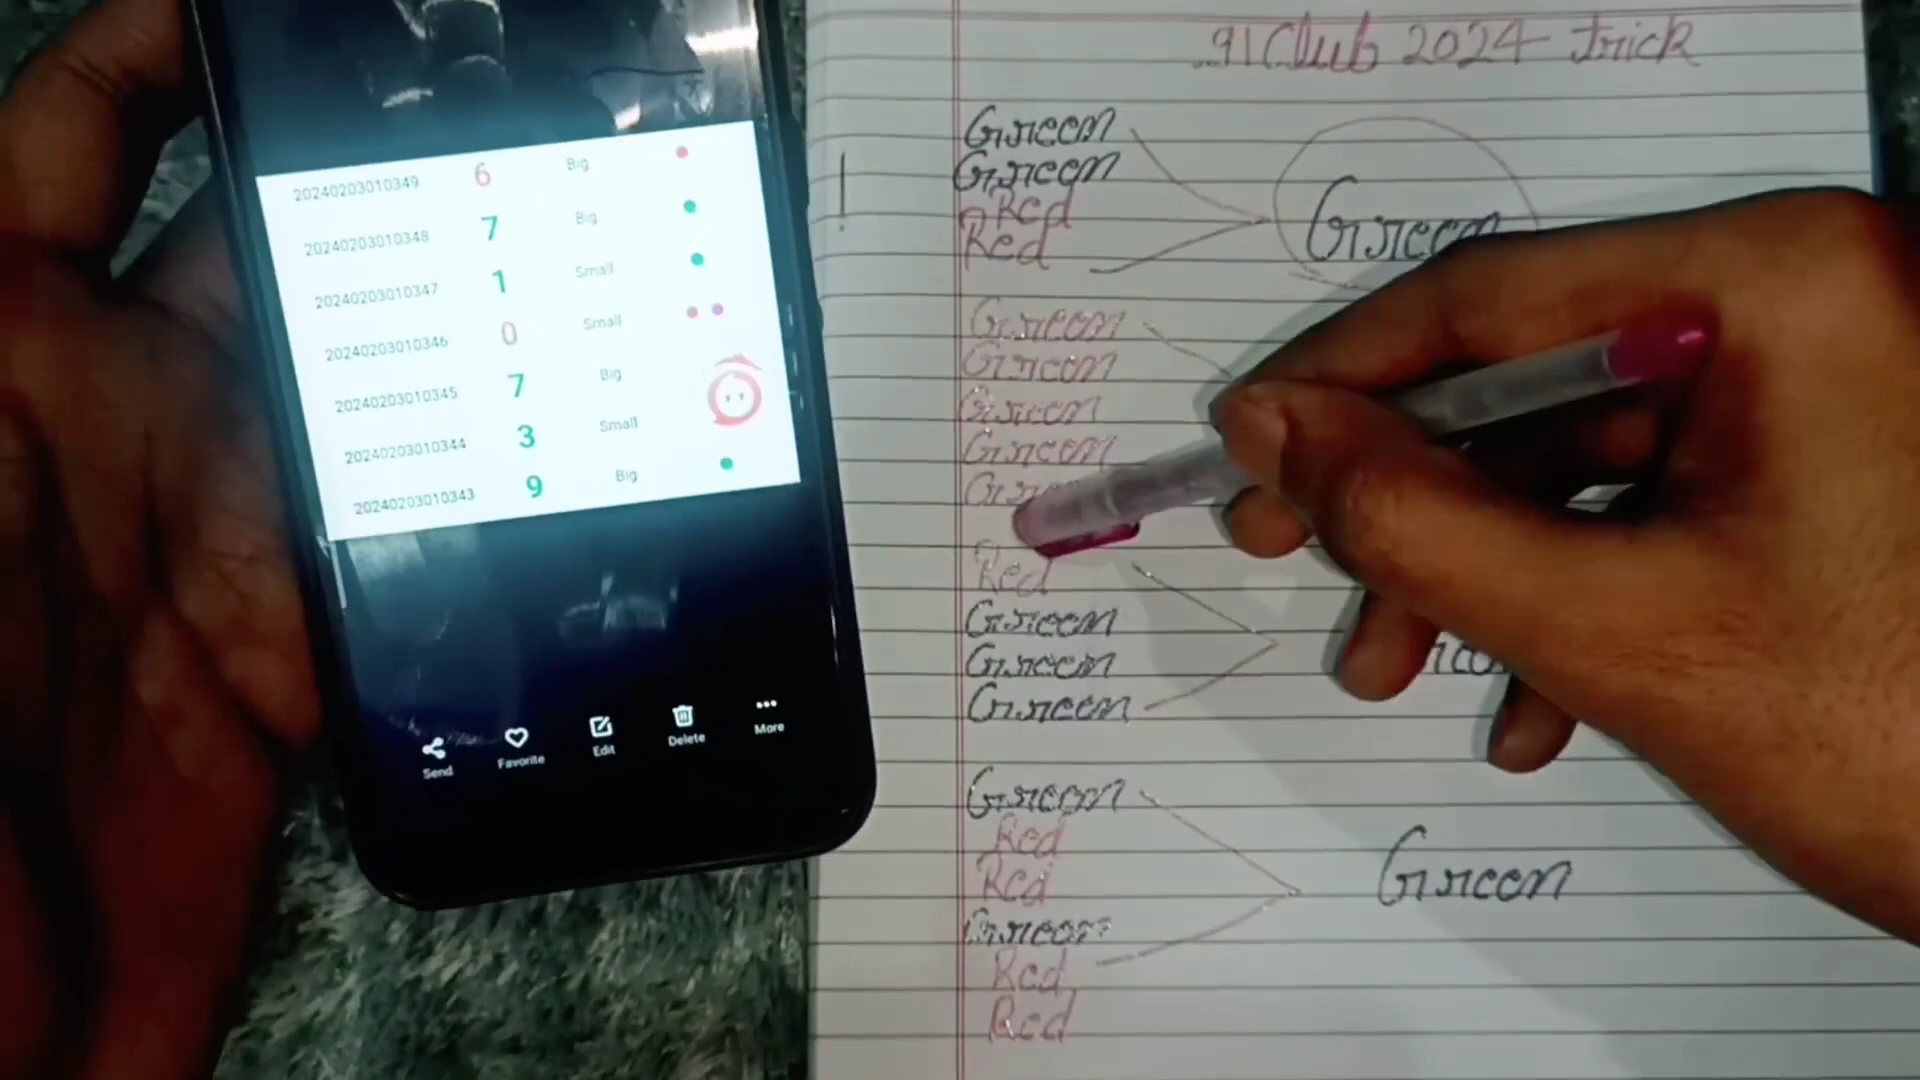 20240203010349 6 Big
20240203010348 7 Big
20240203010347 1 Small
20240203010346 0 Small
20240203010345 7 Big
20240203010344 3 Small
20240203010343 9 Big
Send Favorite Edit Delete More
91 Club 2024 trick
Green
Green
Red
Red
Green
Green
Green
Green
Green
Red
Green
Green
Green
Green
Red
Red
Green
Red
Red
Green